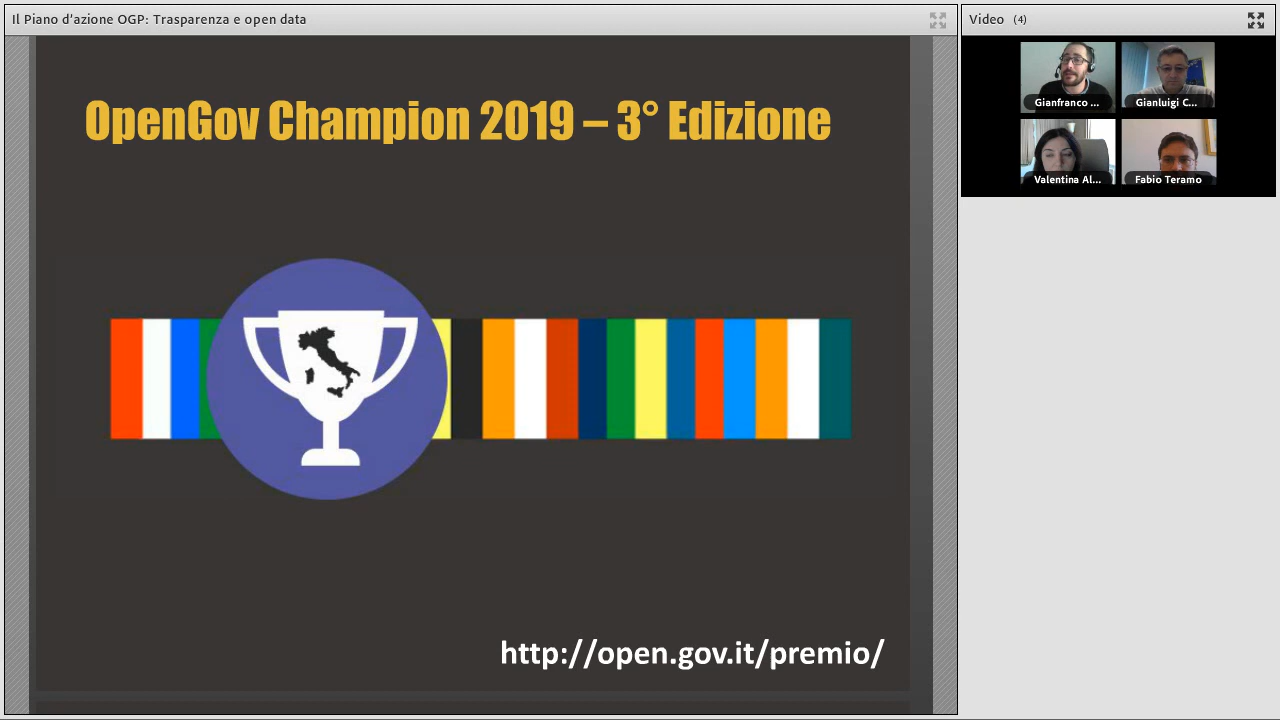 Il Piano d'azione OGP: Trasparenza e open data
Video (4)
OpenGov Champion 2019 – 3° Edizione
Gianfranco ...
Gianluigi C...
Valentina Al...
Fabio Teramo
http://open.gov.it/premio/